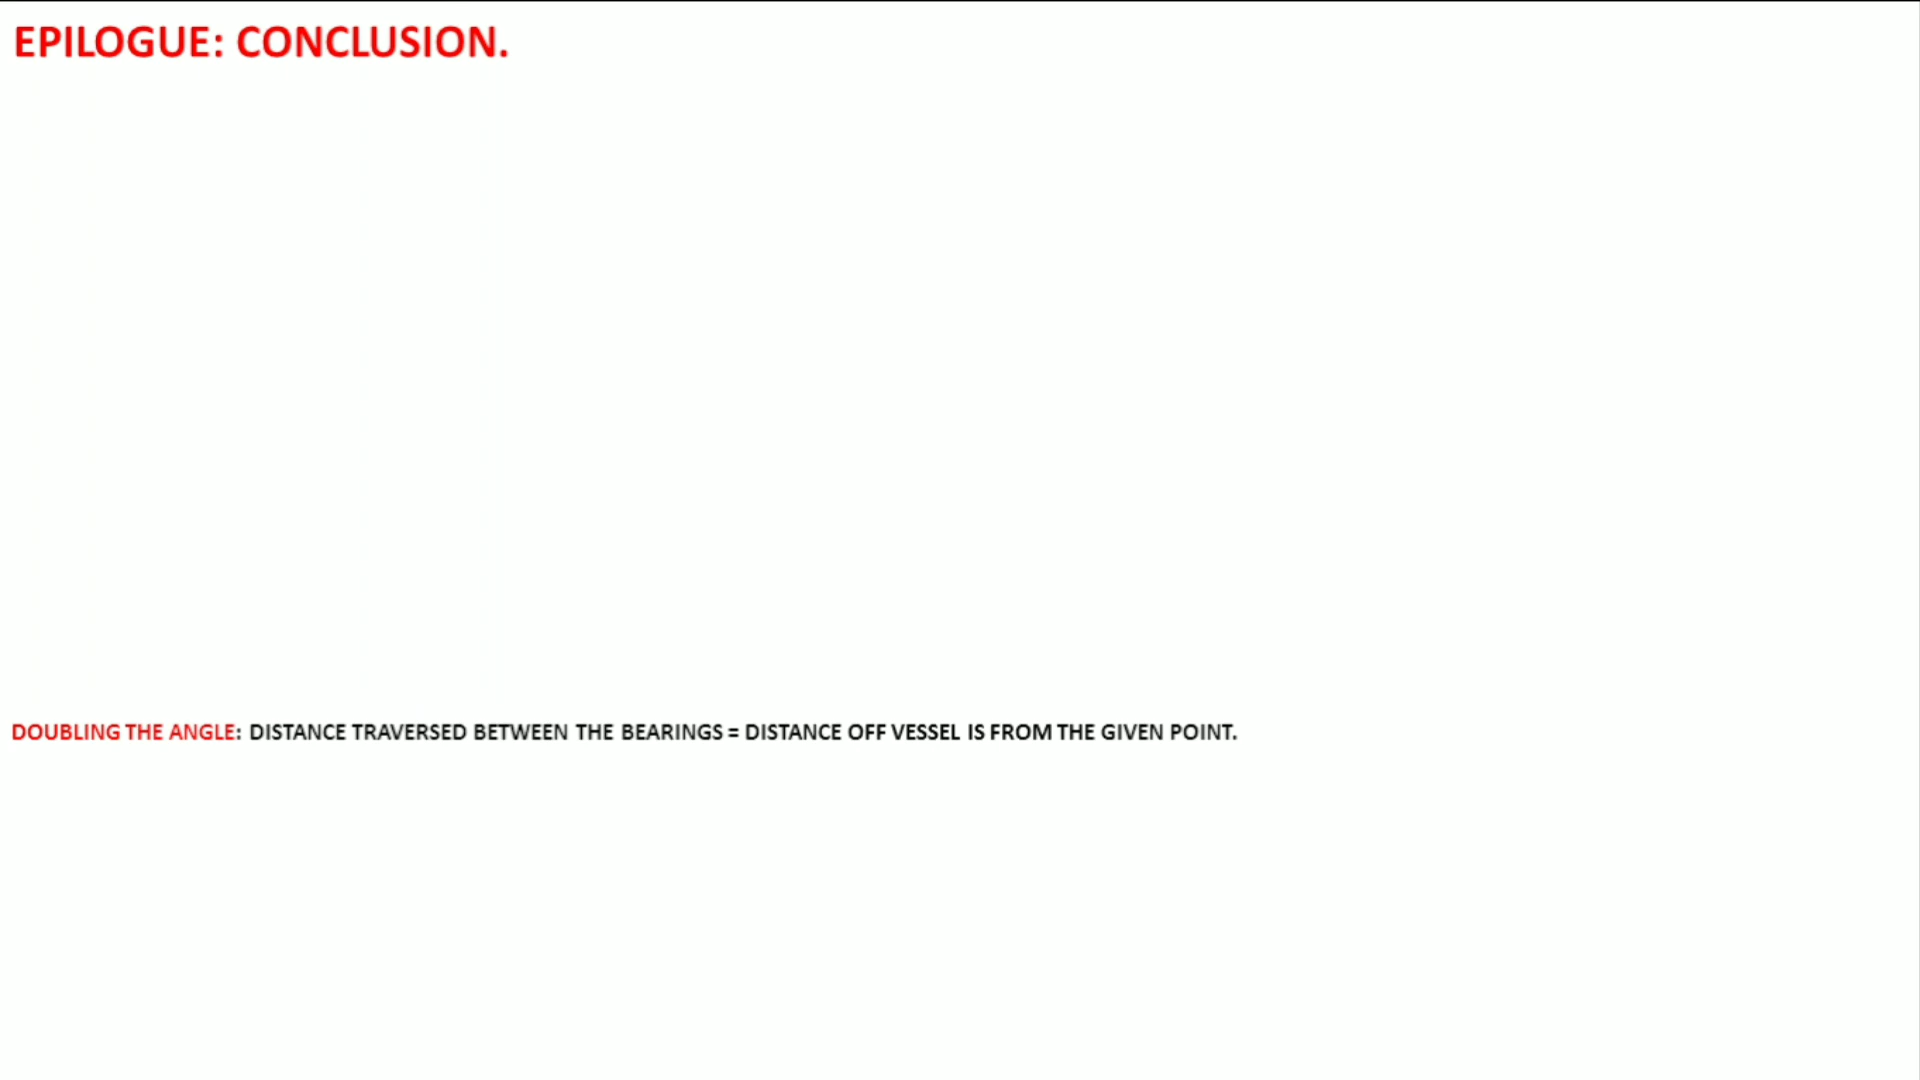 EPILOGUE: CONCLUSION.
DOUBLING THE ANGLE: DISTANCE TRAVERSED BETWEEN THE BEARINGS = DISTANCE OFF VESSEL IS FROM THE GIVEN POINT.